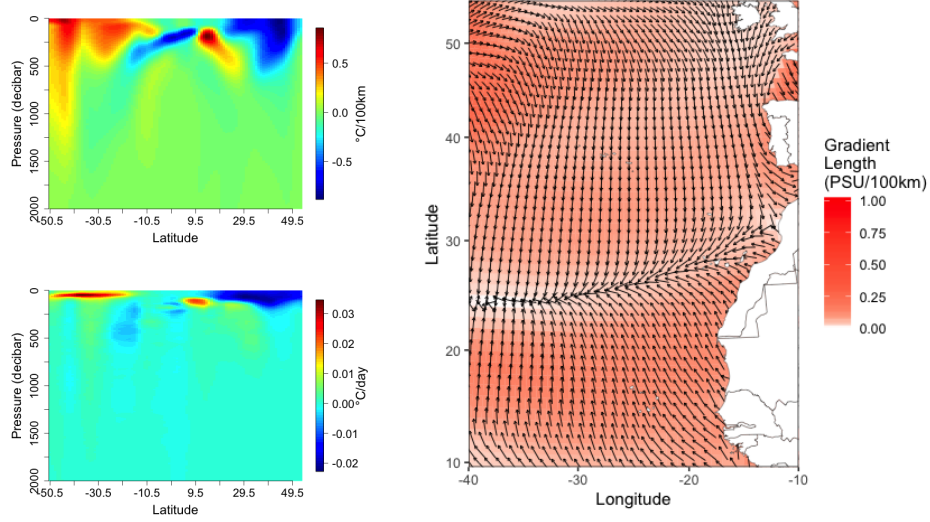 0
500
1000
1500
2000
Pressure (decibar)
-50.5 -30.5 -10.5 9.5 29.5 49.5
Latitude
0.5
0.0
-0.5
°C/100km
0
500
1000
1500
2000
Pressure (decibar)
-50.5 -30.5 -10.5 9.5 29.5 49.5
Latitude
0.03
0.02
0.01
0.00
-0.01
-0.02
°C/day
50
40
30
20
10
Latitude
-40 -30 -20 -10
Longitude
Gradient
Length
(PSU/100km)
1.00
0.75
0.50
0.25
0.00